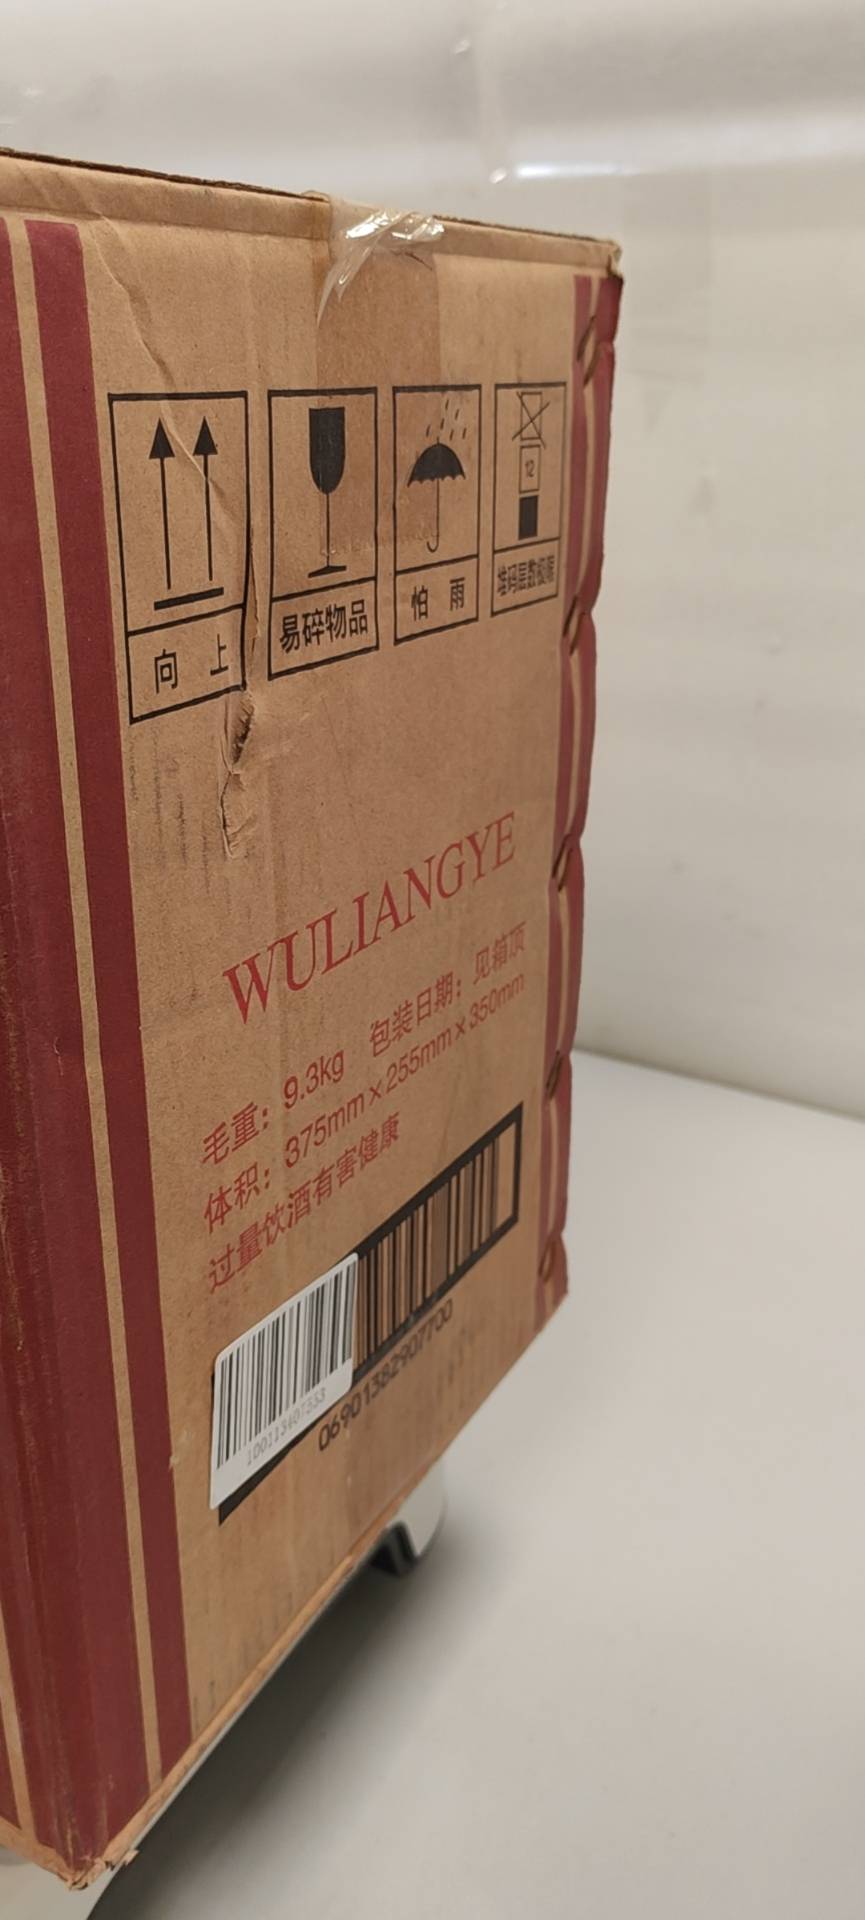 12
向上
易碎物品
怕雨
堆码层数极限
WULIANGYE
毛重：9.3kg 包装日期：见箱顶
体积：375mm×255mm×350mm
过量饮酒有害健康
06901382907700